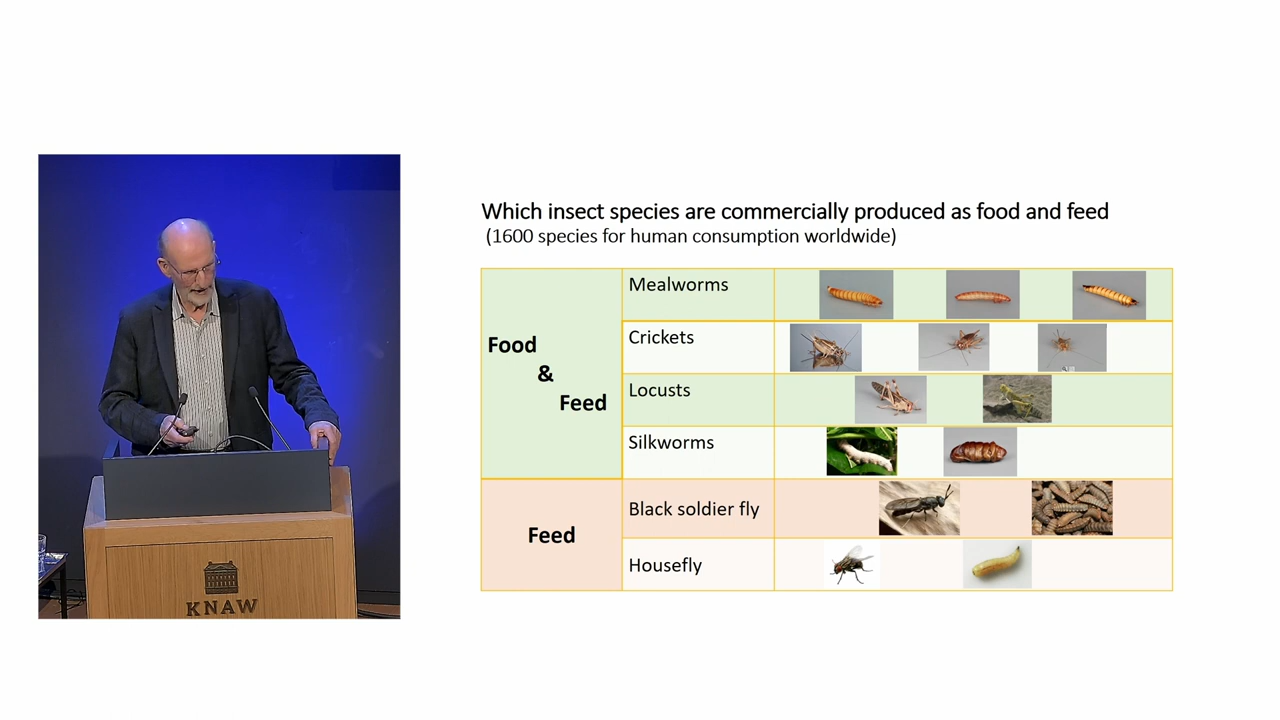 Which insect species are commercially produced as food and feed
(1600 species for human consumption worldwide)
Food
&
Feed
Mealworms
Crickets
Locusts
Silkworms
Feed
Black soldier fly
Housefly
KNAW